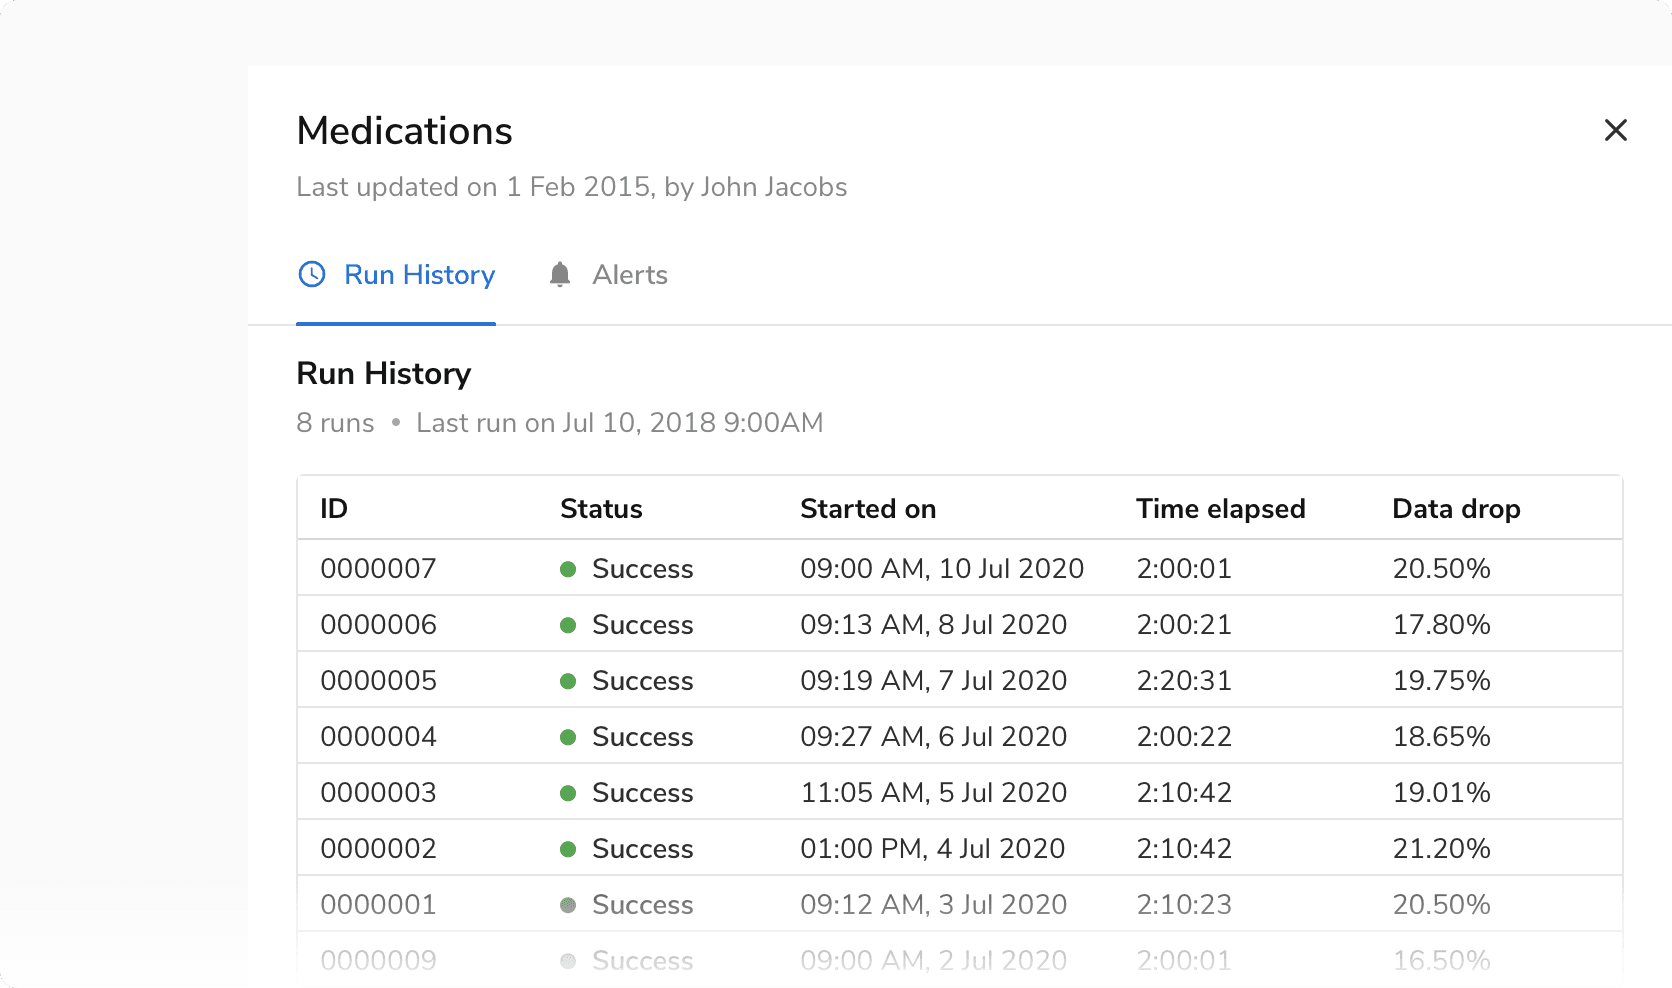 Medications
Last updated on 1 Feb 2015, by John Jacobs
Run History Alerts
Run History
8 runs • Last run on Jul 10, 2018 9:00AM
ID Status Started on Time elapsed Data drop
0000007 Success 09:00 AM, 10 Jul 2020 2:00:01 20.50%
0000006 Success 09:13 AM, 8 Jul 2020 2:00:21 17.80%
0000005 Success 09:19 AM, 7 Jul 2020 2:20:31 19.75%
0000004 Success 09:27 AM, 6 Jul 2020 2:00:22 18.65%
0000003 Success 11:05 AM, 5 Jul 2020 2:10:42 19.01%
0000002 Success 01:00 PM, 4 Jul 2020 2:10:42 21.20%
0000001 Success 09:12 AM, 3 Jul 2020 2:10:23 20.50%
0000009 Success 09:00 AM, 2 Jul 2020 2:00:01 16.50%